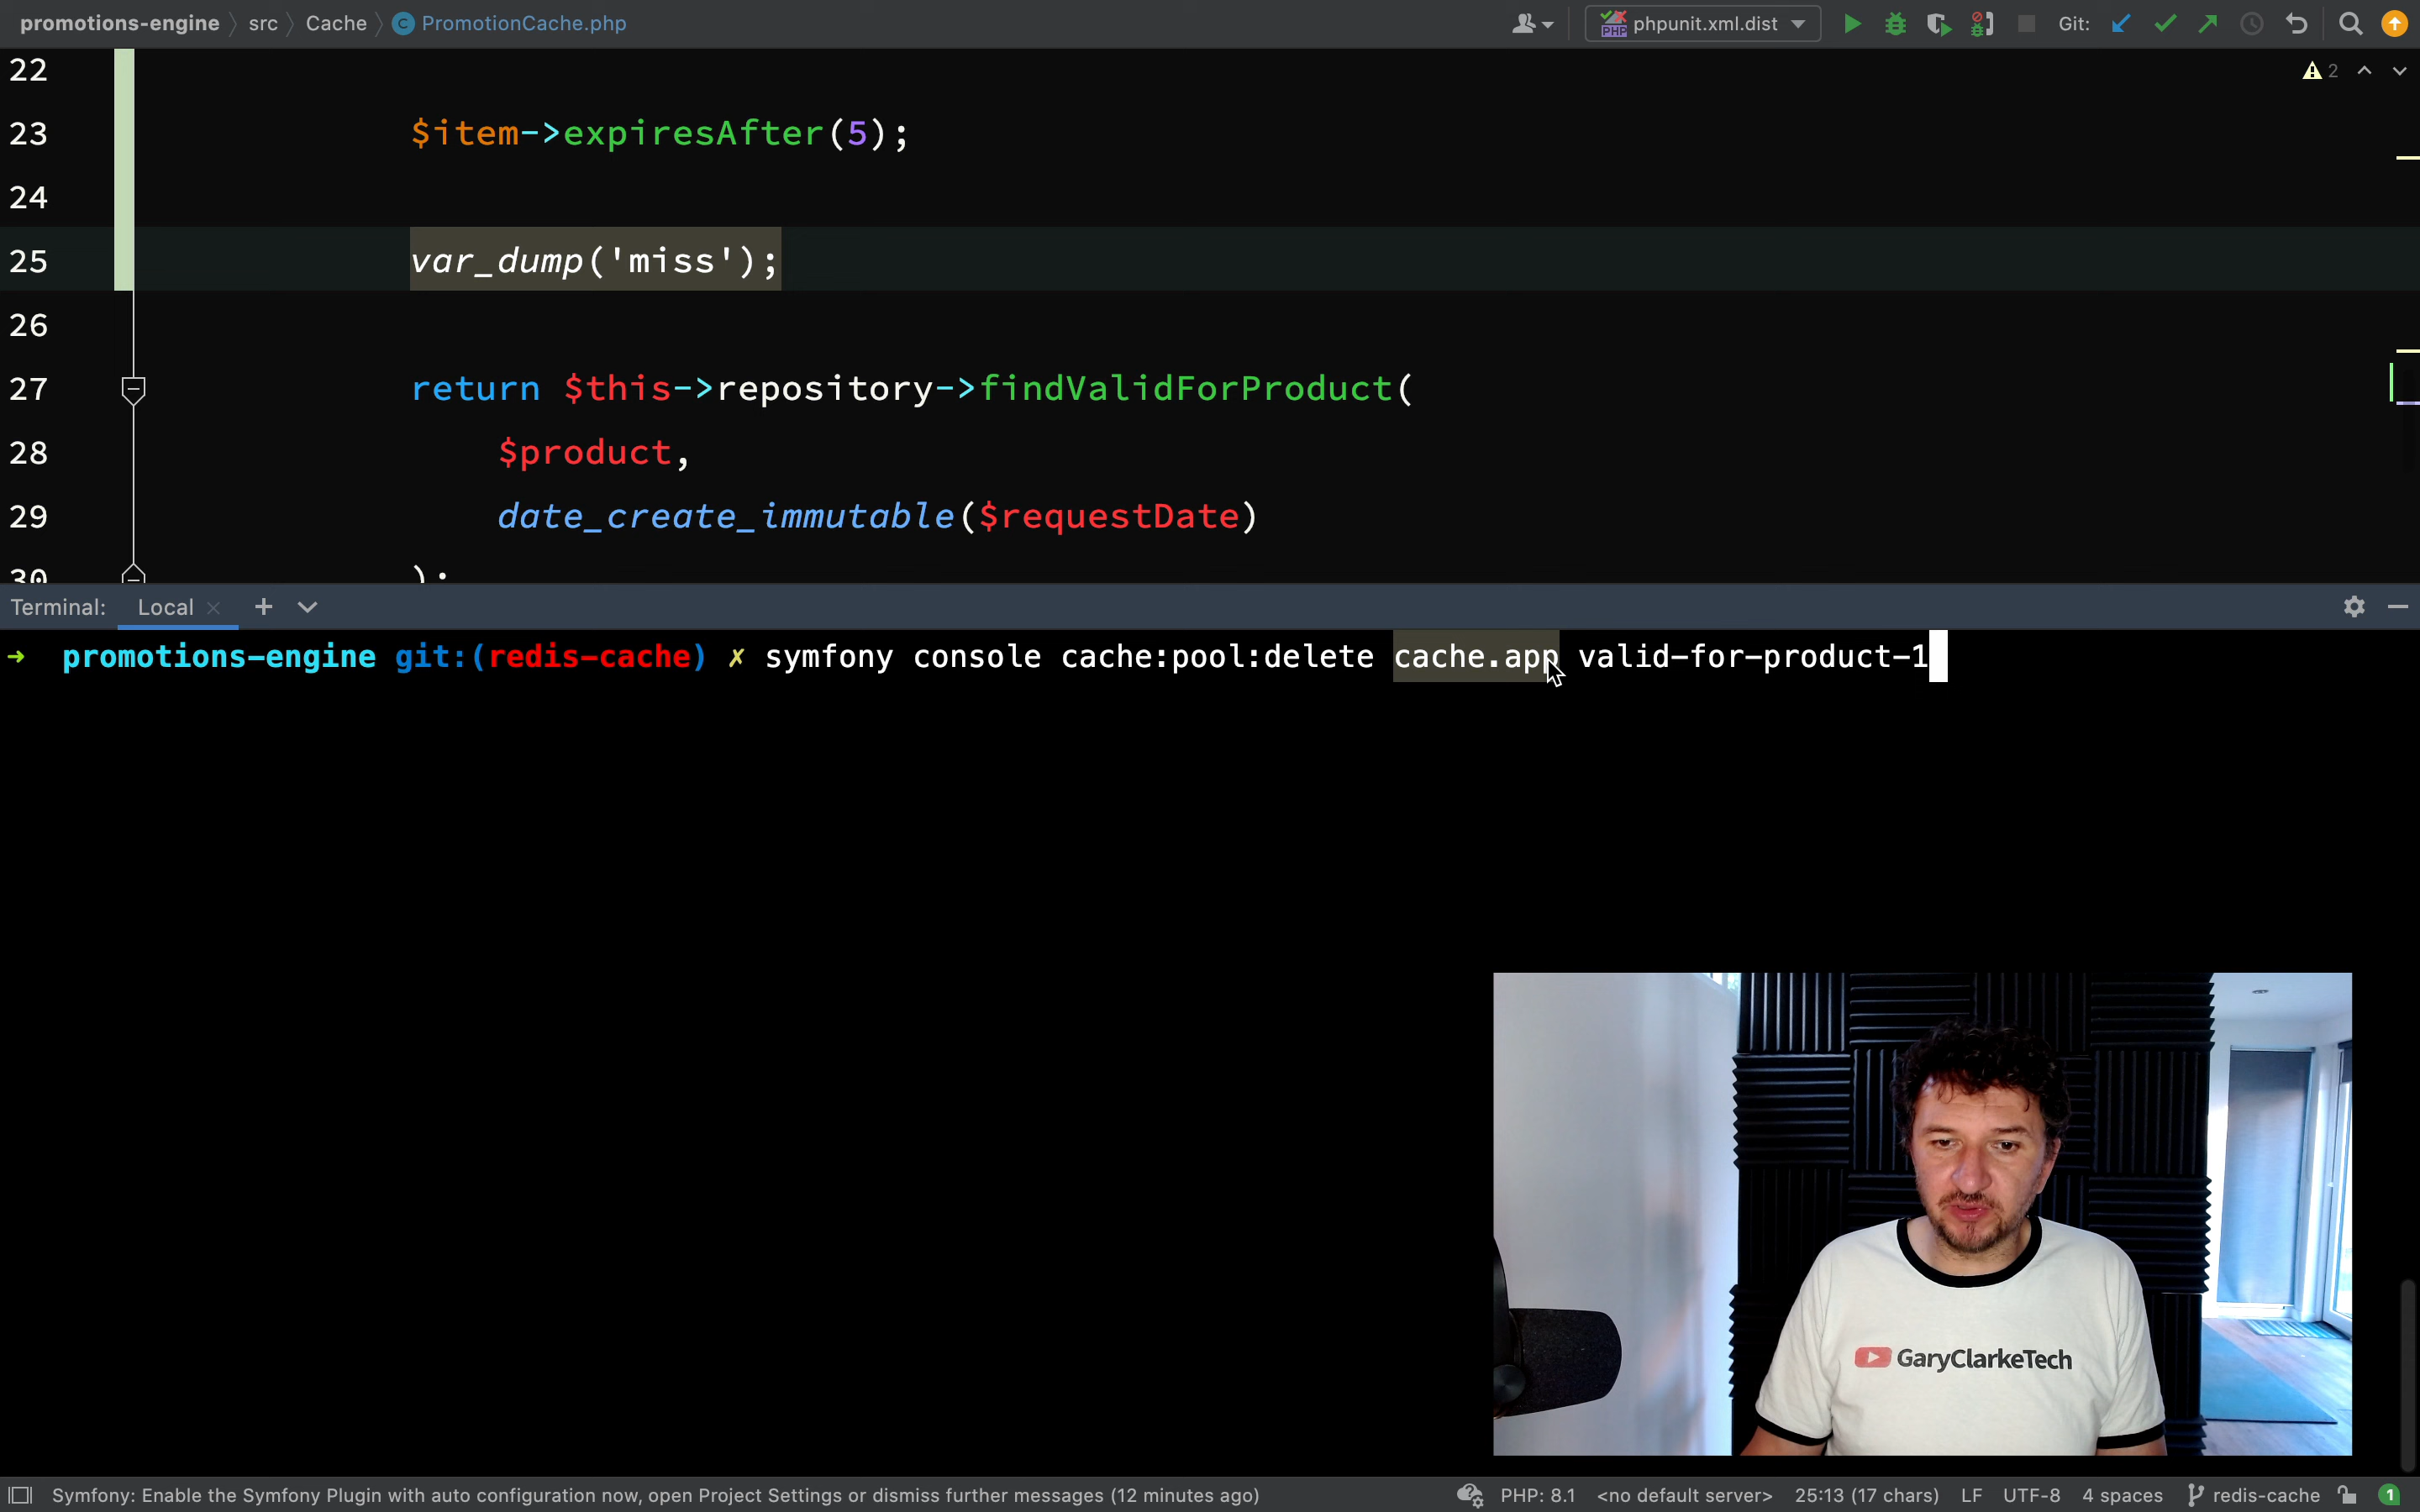 promotions-engine src Cache C PromotionCache.php phpunit.xml.dist Git:
22
2
23 $item->expiresAfter(5);
24
25 var_dump('miss');
26
27 return $this->repository->findValidForProduct(
28 $product,
29 date_create_immutable($requestDate)
30 );
Terminal: Local
➜ promotions-engine git:(redis-cache) ✗ symfony console cache:pool:delete cache.app valid-for-product-1
GaryClarkeTech
Symfony: Enable the Symfony Plugin with auto configuration now, open Project Settings or dismiss further messages (12 minutes ago) PHP: 8.1 <no default server> 25:13 (17 chars) LF UTF-8 4 spaces redis-cache 1